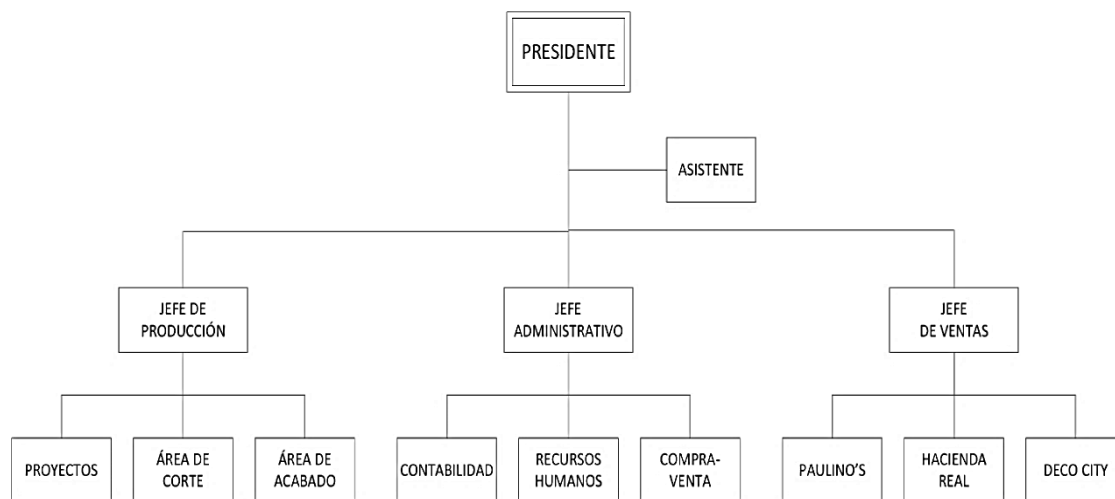 PRESIDENTE
ASISTENTE
JEFE DE
PRODUCCIÓN
JEFE
ADMINISTRATIVO
JEFE
DE VENTAS
PROYECTOS
ÁREA DE
CORTE
ÁREA DE
ACABADO
CONTABILIDAD
RECURSOS
HUMANOS
COMPRA-
VENTA
PAULINO'S
HACIENDA
REAL
DECO CITY